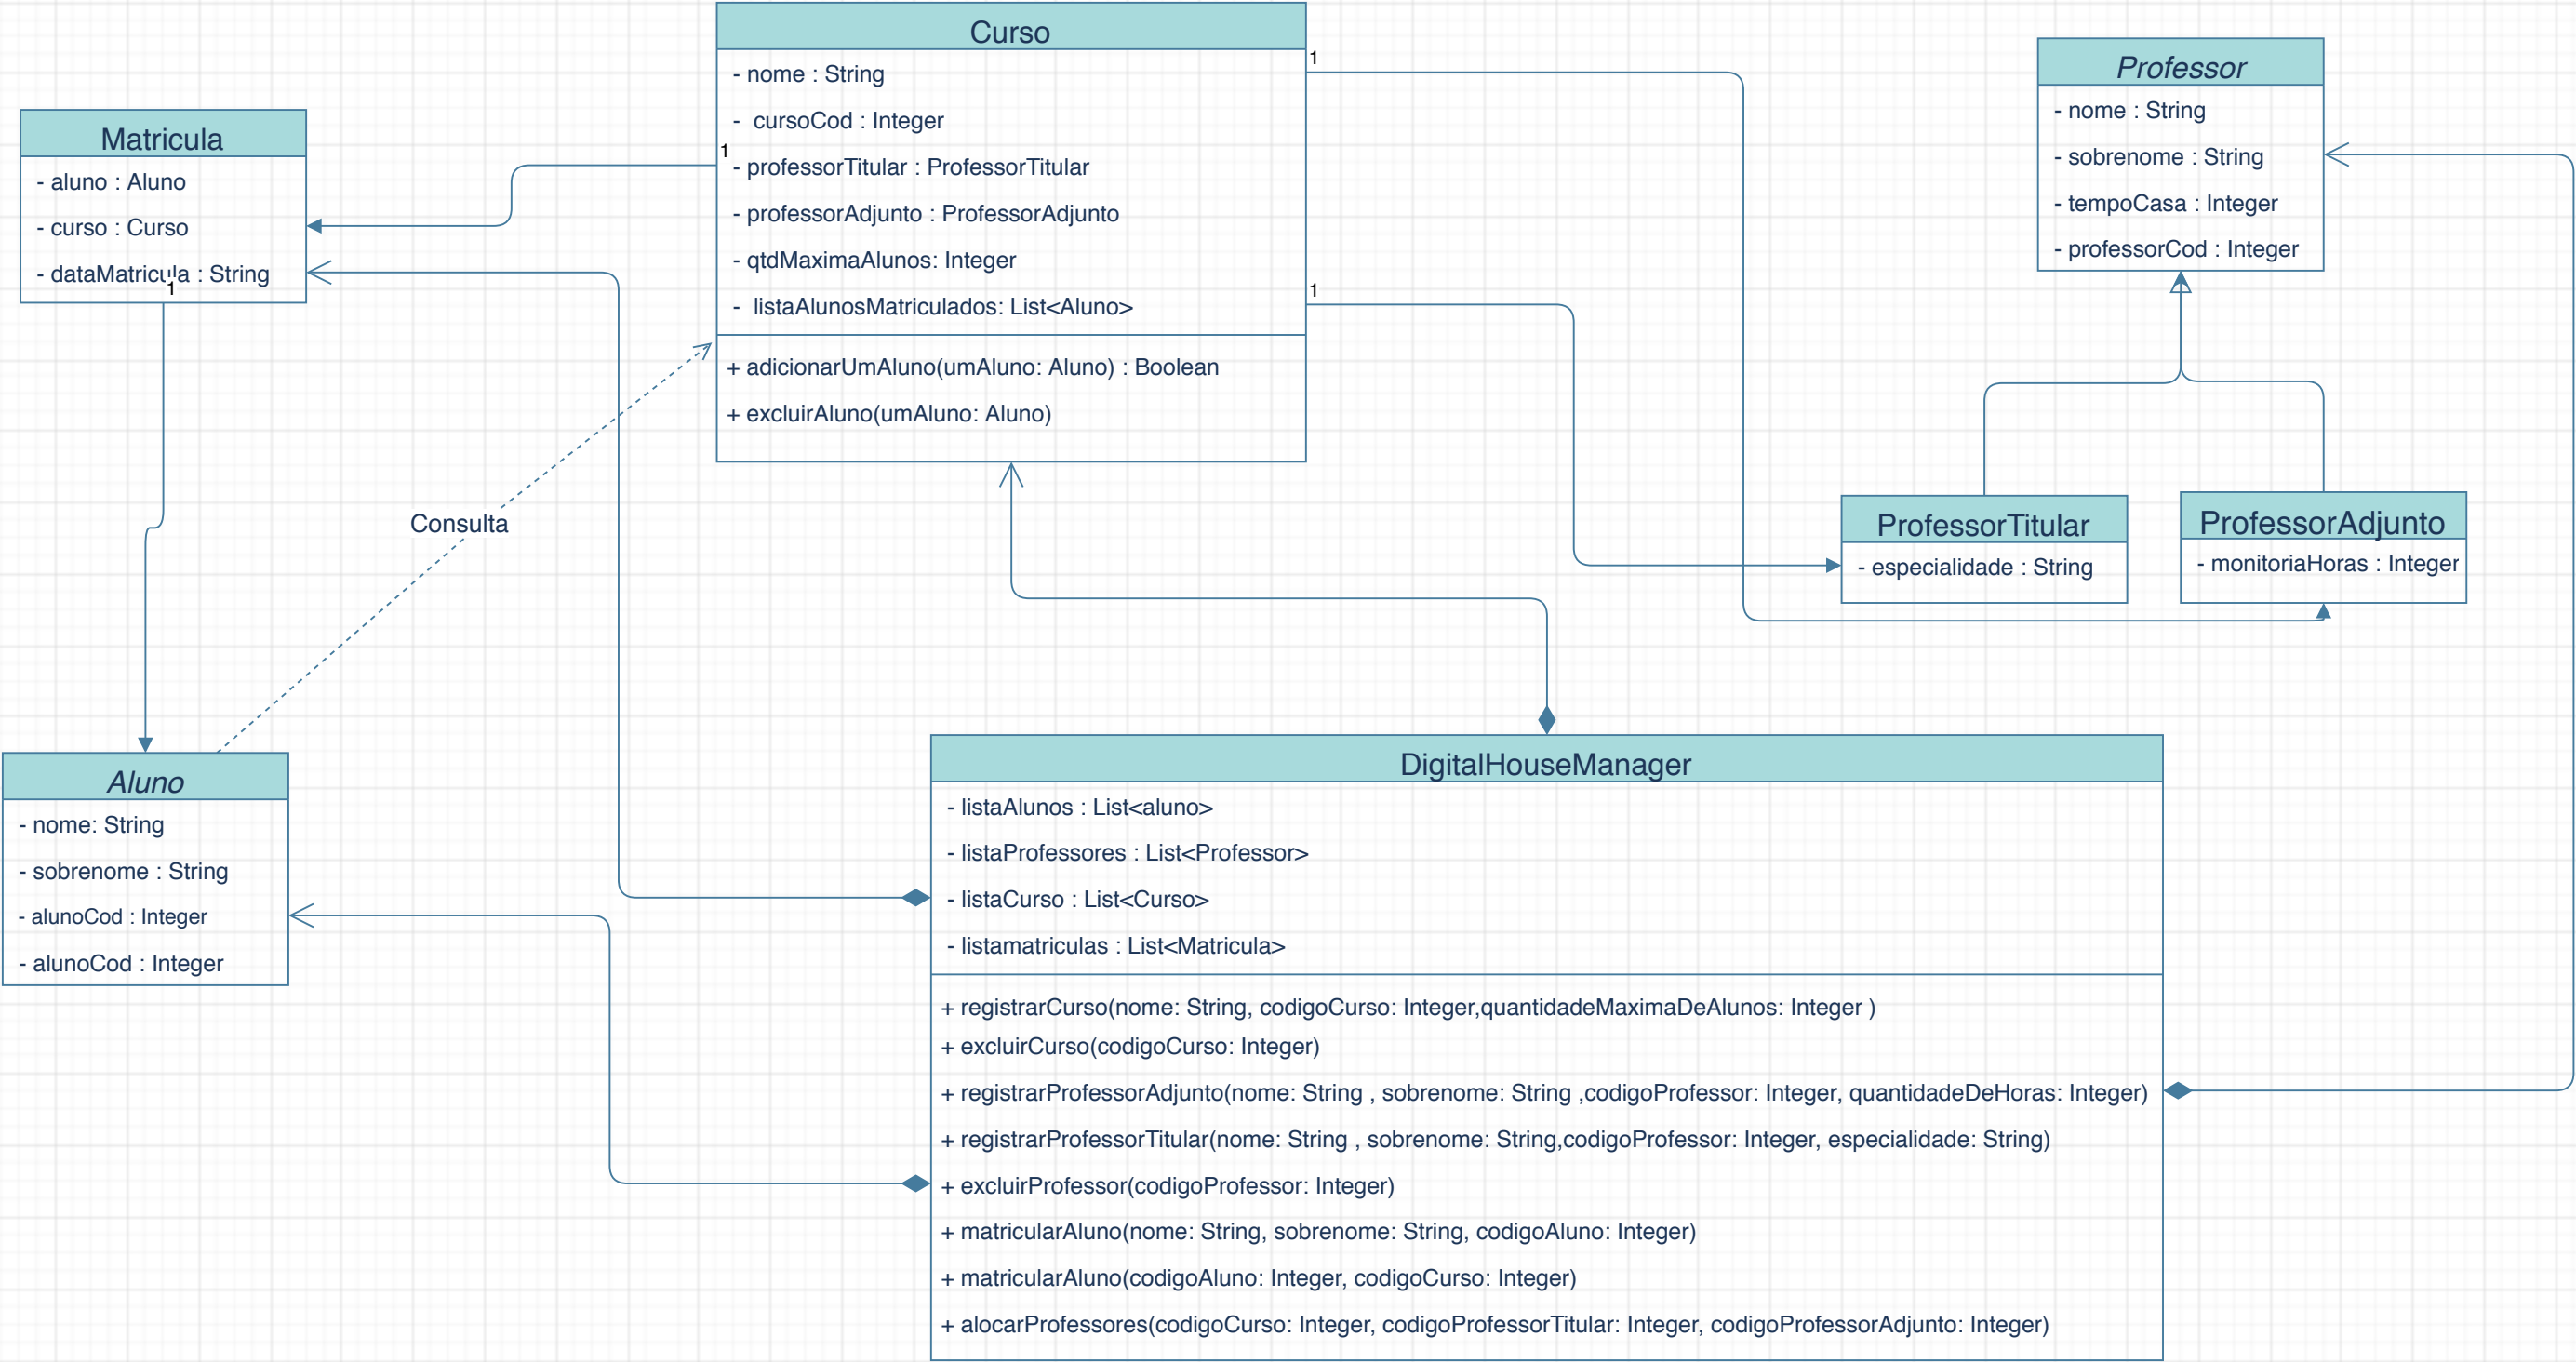 Curso
- nome : String
- cursoCod : Integer
- professorTitular : ProfessorTitular
- professorAdjunto : ProfessorAdjunto
- qtdMaximaAlunos: Integer
- listaAlunosMatriculados: List<Aluno>
+ adicionarUmAluno(umAluno: Aluno) : Boolean
+ excluirAluno(umAluno: Aluno)
1
1
1
Professor
- nome : String
- sobrenome : String
- tempoCasa : Integer
- professorCod : Integer
Matricula
- aluno : Aluno
- curso : Curso
- dataMatricula : String
1
Consulta
ProfessorTitular
- especialidade : String
ProfessorAdjunto
- monitoriaHoras : Integer
Aluno
- nome: String
- sobrenome : String
- alunoCod : Integer
- alunoCod : Integer
DigitalHouseManager
- listaAlunos : List<aluno>
- listaProfessores : List<Professor>
- listaCurso : List<Curso>
- listamatriculas : List<Matricula>
+ registrarCurso(nome: String, codigoCurso: Integer,quantidadeMaximaDeAlunos: Integer )
+ excluirCurso(codigoCurso: Integer)
+ registrarProfessorAdjunto(nome: String , sobrenome: String ,codigoProfessor: Integer, quantidadeDeHoras: Integer)
+ registrarProfessorTitular(nome: String , sobrenome: String,codigoProfessor: Integer, especialidade: String)
+ excluirProfessor(codigoProfessor: Integer)
+ matricularAluno(nome: String, sobrenome: String, codigoAluno: Integer)
+ matricularAluno(codigoAluno: Integer, codigoCurso: Integer)
+ alocarProfessores(codigoCurso: Integer, codigoProfessorTitular: Integer, codigoProfessorAdjunto: Integer)